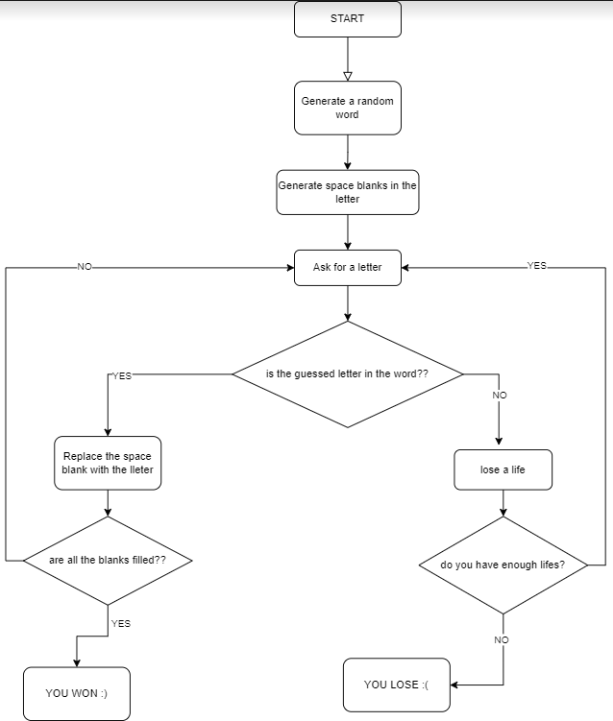 START
Generate a random
word
Generate space blanks in the
letter
NO
Ask for a letter
YES
is the guessed letter in the word??
YES
NO
Replace the space
blank with the lleter
lose a life
are all the blanks filled??
do you have enough lifes?
YES
NO
YOU WON :)
YOU LOSE :(